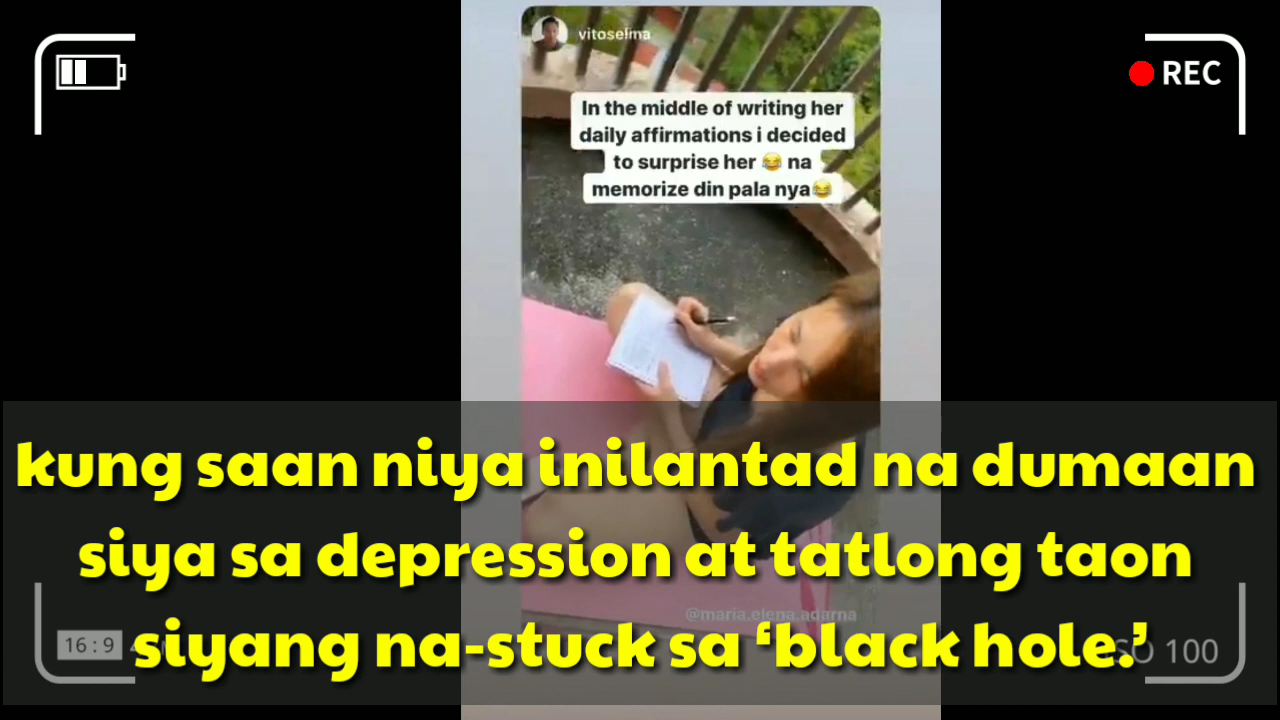 REC
vitoselma
In the middle of writing her
daily affirmations i decided
to surprise her 😂 na
memorize din pala nya😂
kung saan niya inilantad na dumaan
siya sa depression at tatlong taon
@maria.elena.adarna
siyang na-stuck sa ‘black hole.’
16 : 9
ISO 100